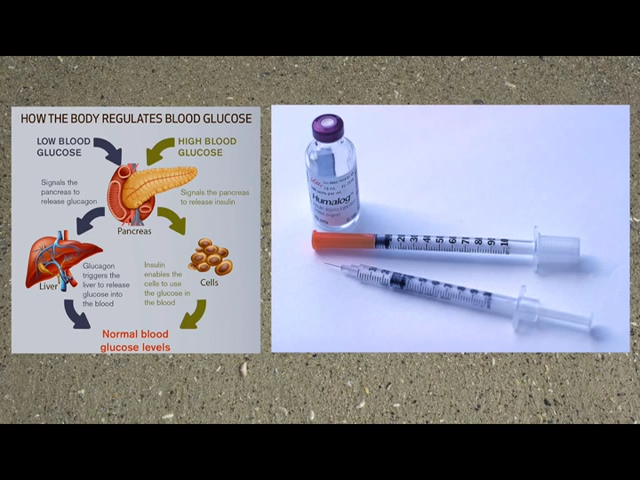 HOW THE BODY REGULATES BLOOD GLUCOSE
LOW BLOOD
GLUCOSE
HIGH BLOOD
GLUCOSE
Signals the
pancreas to
release glucagon
Signals the pancreas
to release insulin
Pancreas
Liver
Glucagon
triggers the
liver to release
glucose into
the blood
Insulin
enables the
cells to use
the glucose in
the blood
Cells
Normal blood
glucose levels
Humalog